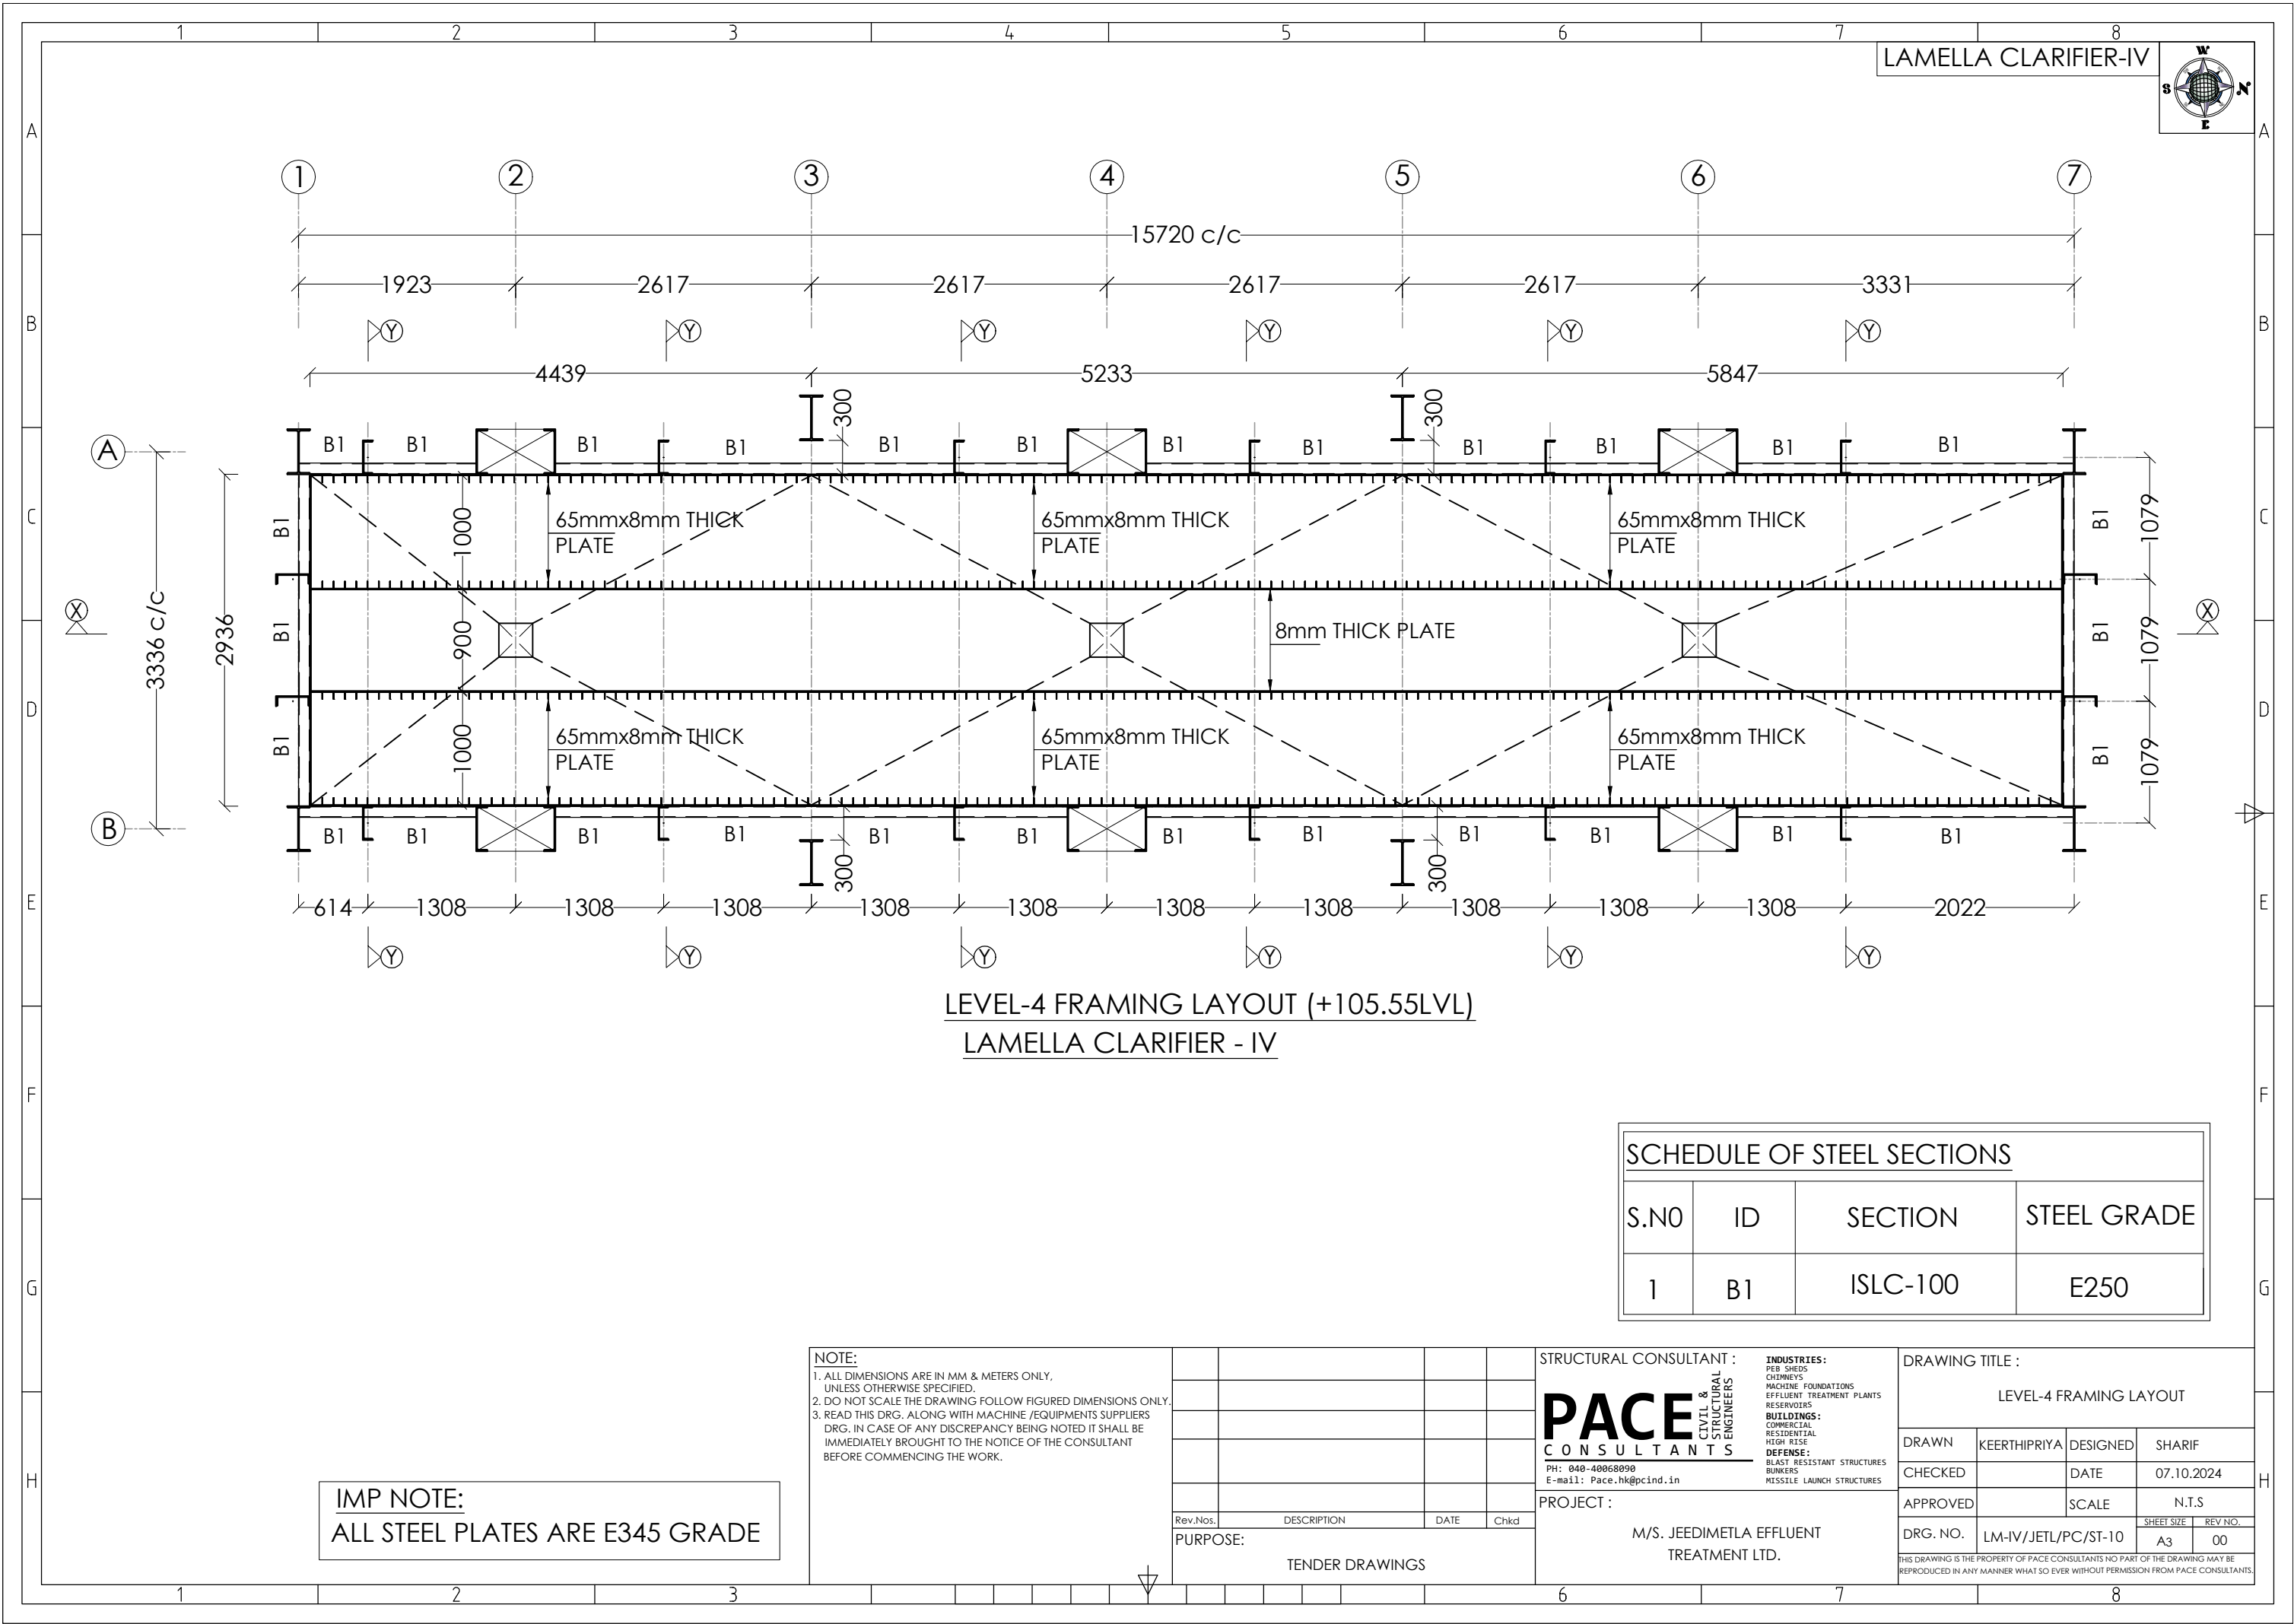 1 2 3 4 5 6 7 8
LAMELLA CLARIFIER-IV
W
S N
E
A A
1 2 3 4 5 6 7
15720 c/c
1923 2617 2617 2617 2617 3331
B B
Y Y Y Y Y Y
4439 5233 5847
300 300
A
B1 B1 B1 B1 B1 B1 B1 B1 B1 B1 B1 B1
C C
B1 1000 65mmx8mm THICK PLATE 65mmx8mm THICK PLATE 65mmx8mm THICK PLATE B1 1079
X X
3336 c/c 2936 B1 900 8mm THICK PLATE B1 1079
D D
B1 1000 65mmx8mm THICK PLATE 65mmx8mm THICK PLATE 65mmx8mm THICK PLATE B1 1079
B
B1 B1 B1 B1 B1 B1 B1 B1 B1 B1 B1 B1
300 300
E E
614 1308 1308 1308 1308 1308 1308 1308 1308 1308 1308 2022
Y Y Y Y Y Y
LEVEL-4 FRAMING LAYOUT (+105.55LVL)
LAMELLA CLARIFIER - IV
F F
SCHEDULE OF STEEL SECTIONS
S.N0 ID SECTION STEEL GRADE
1 B1 ISLC-100 E250
G G
H H
IMP NOTE:
ALL STEEL PLATES ARE E345 GRADE
NOTE:
1. ALL DIMENSIONS ARE IN MM & METERS ONLY,
UNLESS OTHERWISE SPECIFIED.
2. DO NOT SCALE THE DRAWING FOLLOW FIGURED DIMENSIONS ONLY.
3. READ THIS DRG. ALONG WITH MACHINE /EQUIPMENTS SUPPLIERS
DRG. IN CASE OF ANY DISCREPANCY BEING NOTED IT SHALL BE
IMMEDIATELY BROUGHT TO THE NOTICE OF THE CONSULTANT
BEFORE COMMENCING THE WORK.
Rev.Nos. DESCRIPTION DATE Chkd
PURPOSE:
TENDER DRAWINGS
STRUCTURAL CONSULTANT :
PACE
CIVIL &
STRUCTURAL
ENGINEERS
CONSULTANTS
PH: 040-40068090
E-mail: Pace.hk@pcind.in
INDUSTRIES:
PEB SHEDS
CHIMNEYS
MACHINE FOUNDATIONS
EFFLUENT TREATMENT PLANTS
RESERVOIRS
BUILDINGS:
COMMERCIAL
RESIDENTIAL
HIGH RISE
DEFENSE:
BLAST RESISTANT STRUCTURES
BUNKERS
MISSILE LAUNCH STRUCTURES
PROJECT :
M/S. JEEDIMETLA EFFLUENT
TREATMENT LTD.
DRAWING TITLE :
LEVEL-4 FRAMING LAYOUT
DRAWN KEERTHIPRIYA DESIGNED SHARIF
CHECKED DATE 07.10.2024
APPROVED SCALE N.T.S
DRG. NO. LM-IV/JETL/PC/ST-10
SHEET SIZE REV NO.
A3 00
THIS DRAWING IS THE PROPERTY OF PACE CONSULTANTS NO PART OF THE DRAWING MAY BE
REPRODUCED IN ANY MANNER WHAT SO EVER WITHOUT PERMISSION FROM PACE CONSULTANTS.
1 2 3 6 7 8